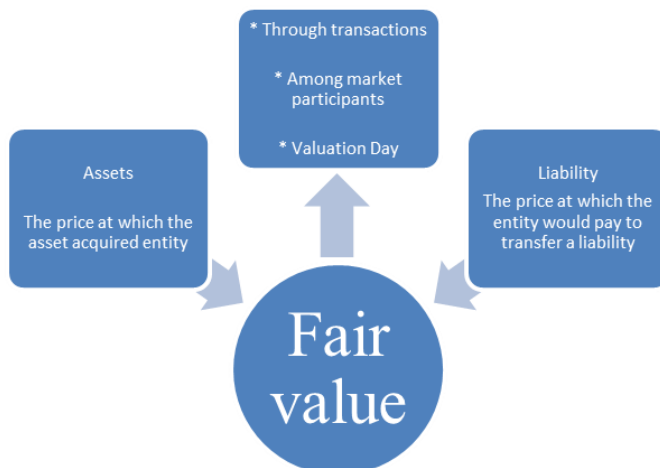 * Through transactions
* Among market
participants
* Valuation Day
Assets
The price at which the
asset acquired entity
Liability
The price at which the
entity would pay to
transfer a liability
Fair
value